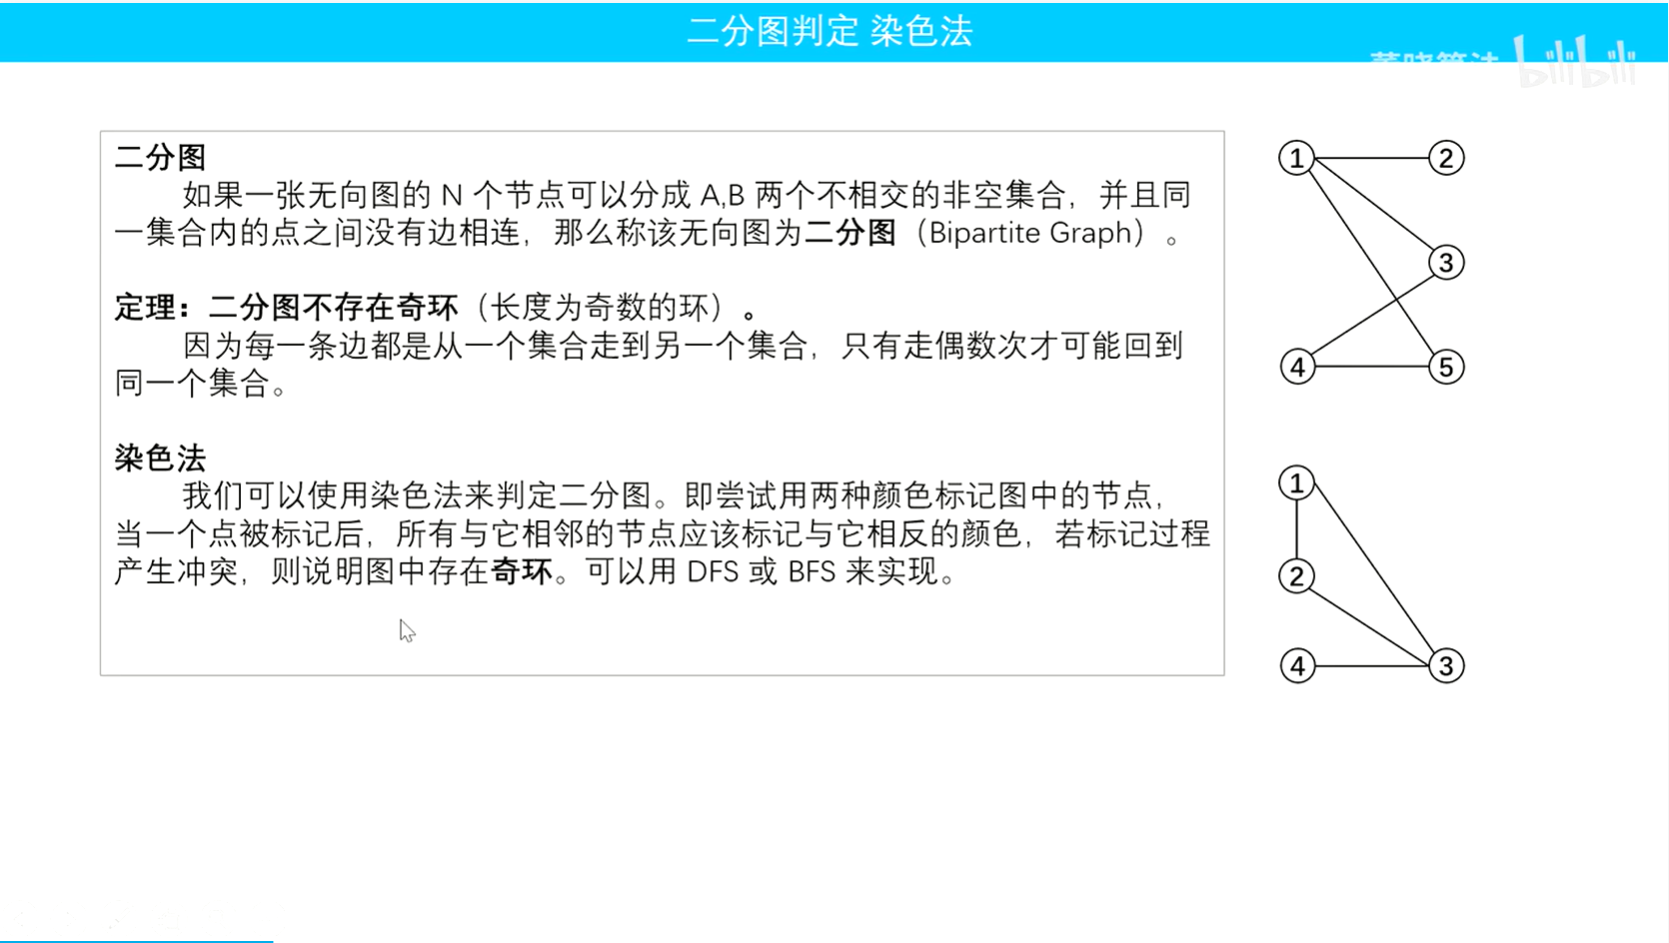 二分图判定 染色法
bilibili
二分图
如果一张无向图的 N 个节点可以分成 A,B 两个不相交的非空集合，并且同
一集合内的点之间没有边相连，那么称该无向图为二分图（Bipartite Graph）。
定理：二分图不存在奇环（长度为奇数的环）。
因为每一条边都是从一个集合走到另一个集合，只有走偶数次才可能回到
同一个集合。
染色法
我们可以使用染色法来判定二分图。即尝试用两种颜色标记图中的节点，
当一个点被标记后，所有与它相邻的节点应该标记与它相反的颜色，若标记过程
产生冲突，则说明图中存在奇环。可以用 DFS 或 BFS 来实现。
1 2
3
4 5
1
2
4 3